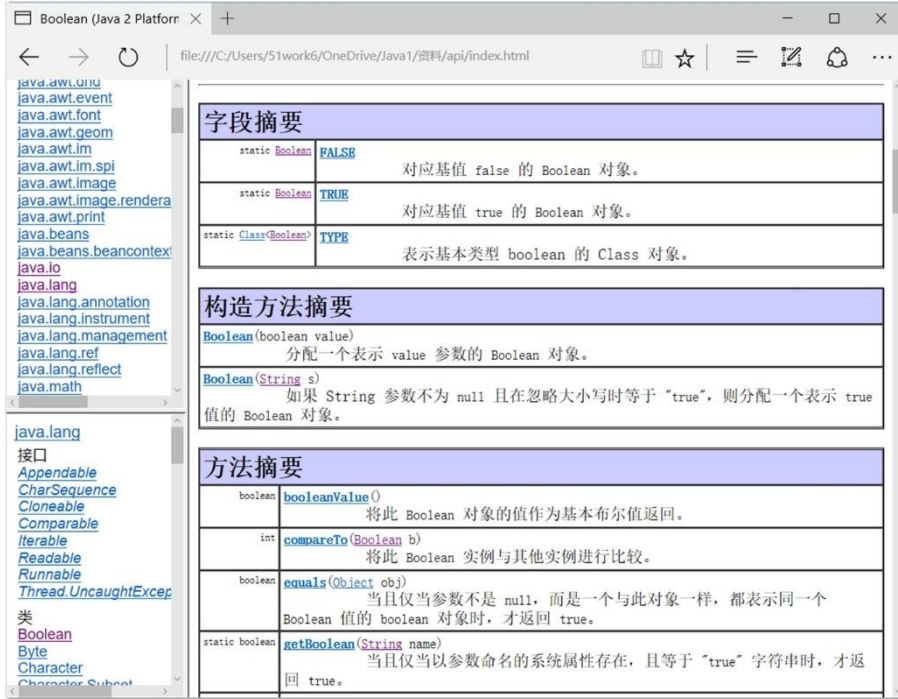 Boolean (Java 2 Platform
file:///C:/Users/51work6/OneDrive/Java1/资料/api/index.html
java.awt.dnd
java.awt.event
java.awt.font
java.awt.geom
java.awt.im
java.awt.im.spi
java.awt.image
java.awt.image.rendera
java.awt.print
java.beans
java.beans.beancontext
java.io
java.lang
java.lang.annotation
java.lang.instrument
java.lang.management
java.lang.ref
java.lang.reflect
java.math
java.lang
接口
Appendable
CharSequence
Cloneable
Comparable
Iterable
Readable
Runnable
Thread.UncaughtExcep
类
Boolean
Byte
Character
Character.Subset
字段摘要
static Boolean FALSE
对应基值 false 的 Boolean 对象。
static Boolean TRUE
对应基值 true 的 Boolean 对象。
static Class<Boolean> TYPE
表示基本类型 boolean 的 Class 对象。
构造方法摘要
Boolean(boolean value)
分配一个表示 value 参数的 Boolean 对象。
Boolean(String s)
如果 String 参数不为 null 且在忽略大小写时等于 "true"，则分配一个表示 true
值的 Boolean 对象。
方法摘要
boolean booleanValue()
将此 Boolean 对象的值作为基本布尔值返回。
int compareTo(Boolean b)
将此 Boolean 实例与其他实例进行比较。
boolean equals(Object obj)
当且仅当参数不是 null，而是一个与此对象一样，都表示同一个
Boolean 值的 boolean 对象时，才返回 true。
static boolean getBoolean(String name)
当且仅当以参数命名的系统属性存在，且等于 "true" 字符串时，才返
回 true。